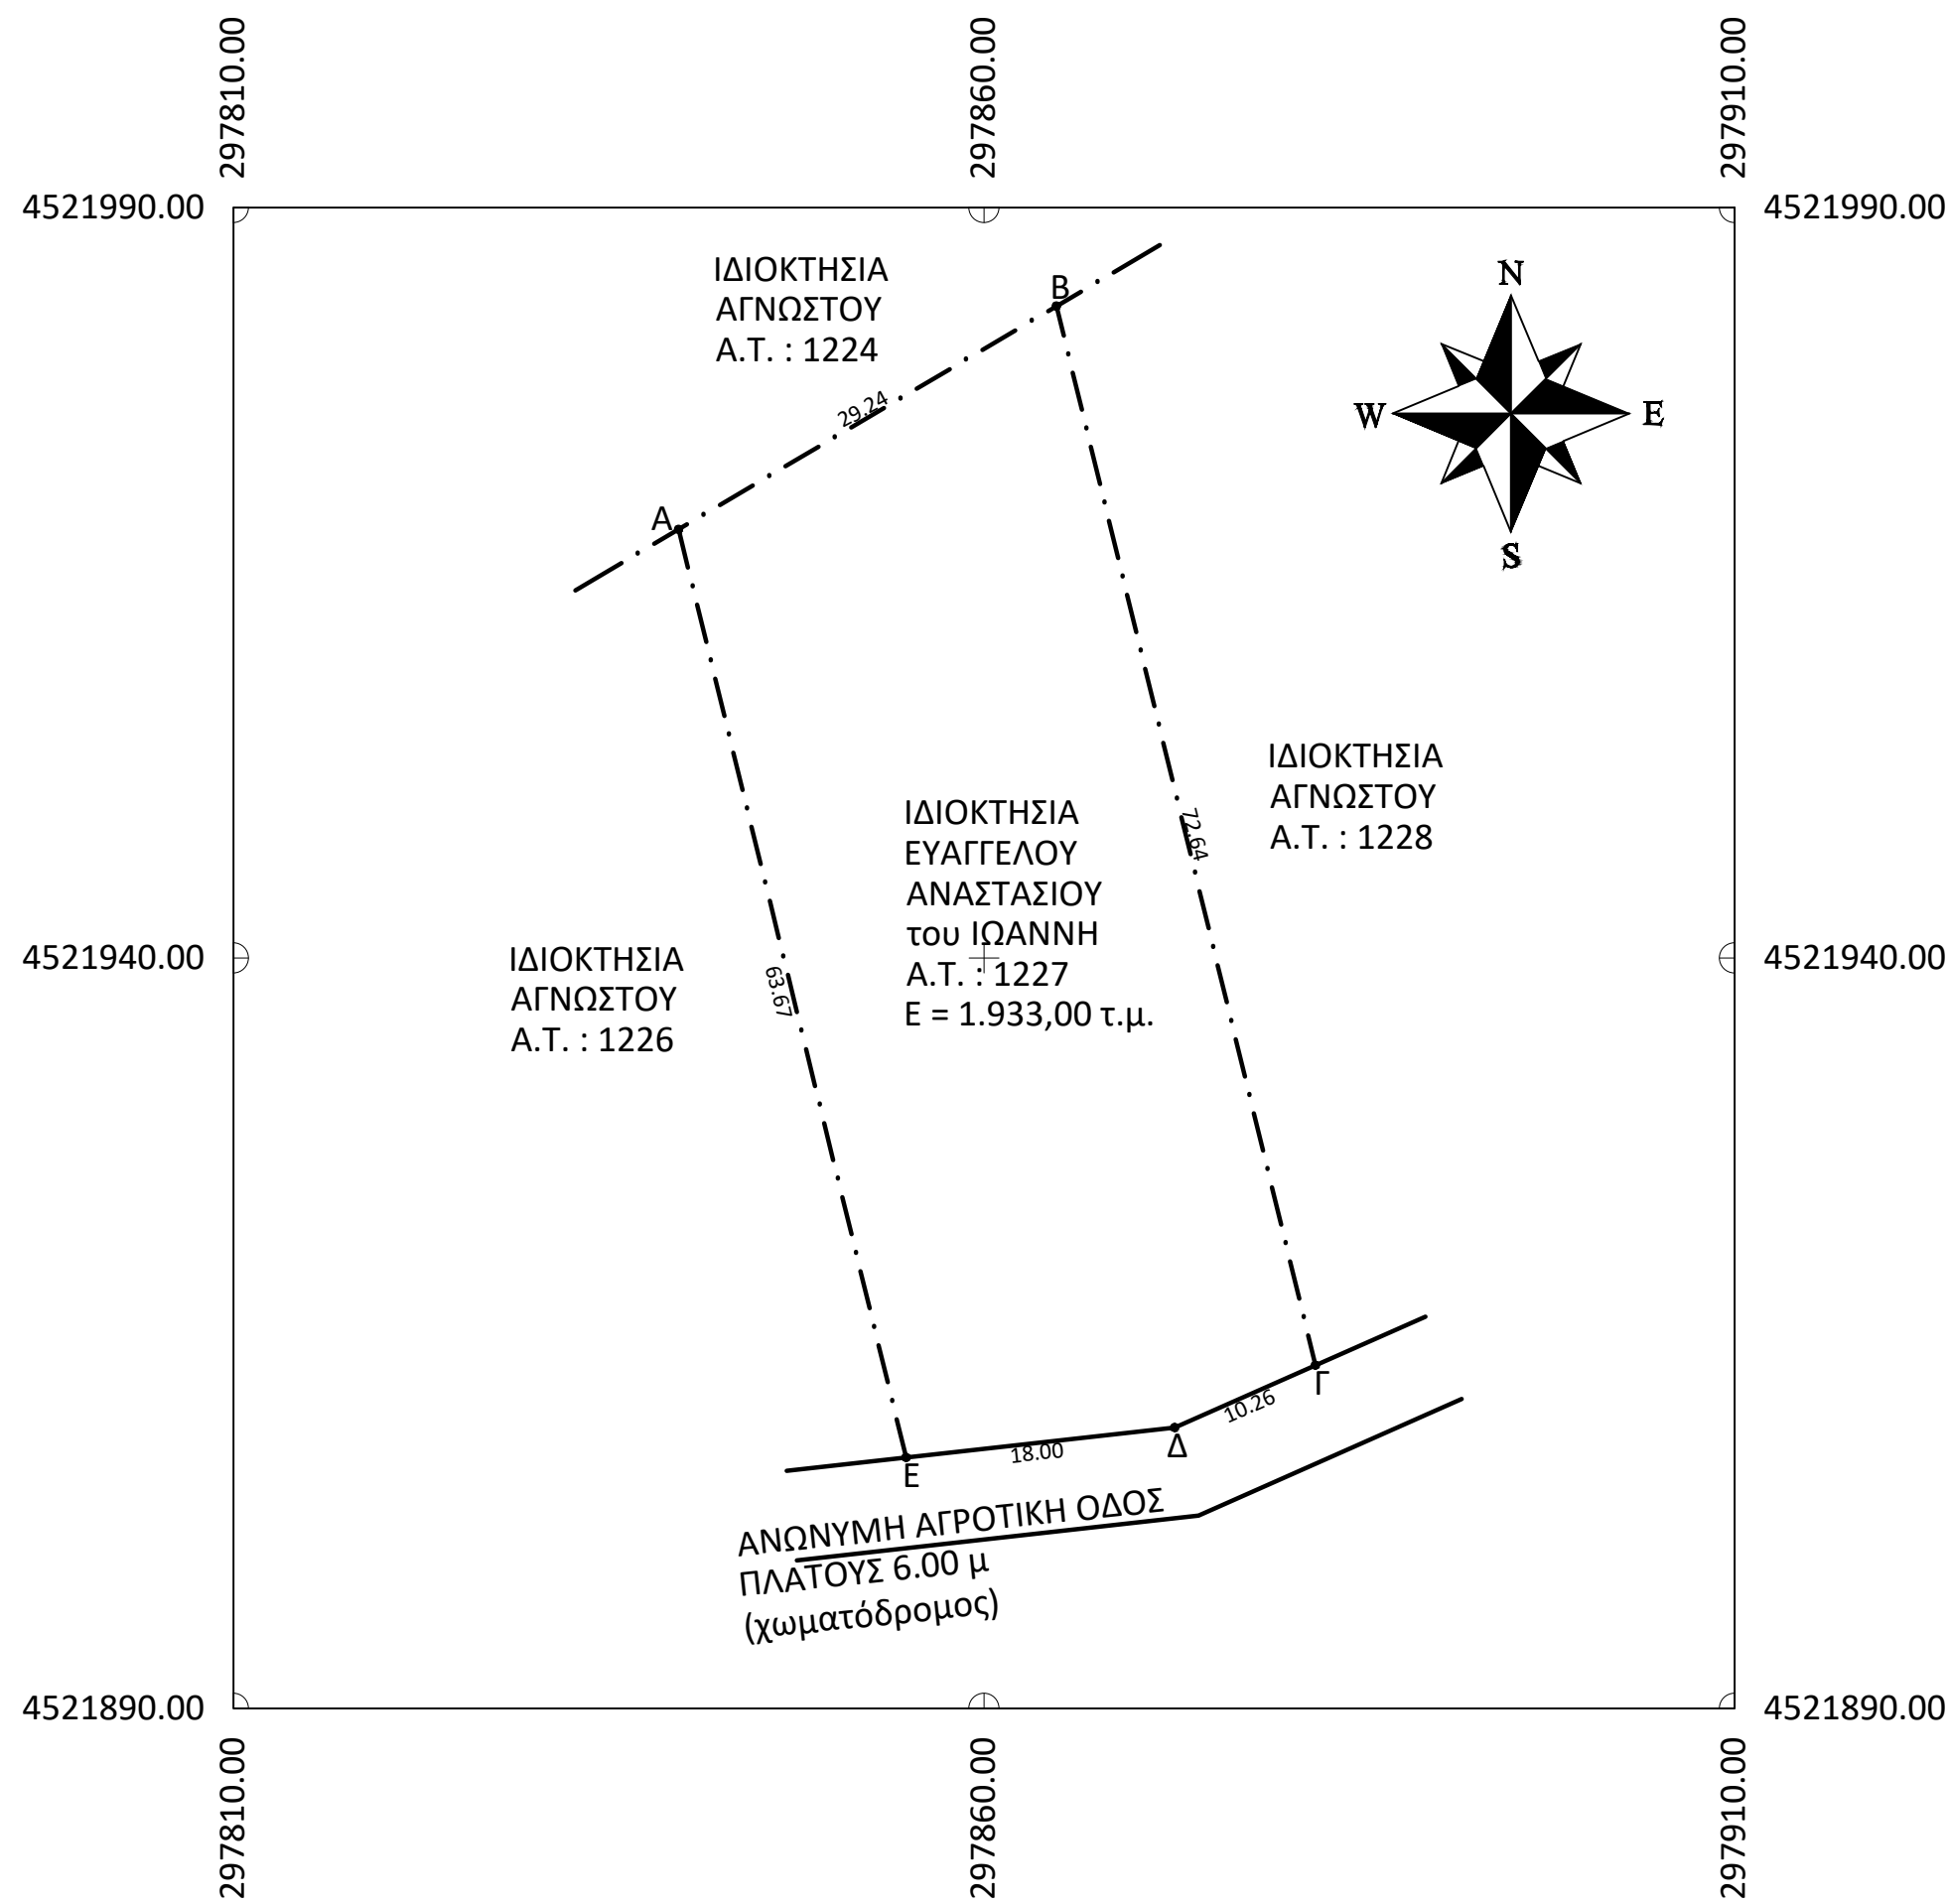 297810.00
297860.00
297910.00
4521990.00
4521990.00
ΙΔΙΟΚΤΗΣΙΑ
ΑΓΝΩΣΤΟΥ
Α.Τ. : 1224
Β
N
W
E
S
29.24
Α
ΙΔΙΟΚΤΗΣΙΑ
ΑΓΝΩΣΤΟΥ
Α.Τ. : 1228
72.64
ΙΔΙΟΚΤΗΣΙΑ
ΕΥΑΓΓΕΛΟΥ
ΑΝΑΣΤΑΣΙΟΥ
του ΙΩΑΝΝΗ
Α.Τ. : 1227
Ε = 1.933,00 τ.μ.
4521940.00
4521940.00
ΙΔΙΟΚΤΗΣΙΑ
ΑΓΝΩΣΤΟΥ
Α.Τ. : 1226
63.67
Γ
10.26
Δ
18.00
Ε
ΑΝΩΝΥΜΗ ΑΓΡΟΤΙΚΗ ΟΔΟΣ
ΠΛΑΤΟΥΣ 6.00 μ
(χωματόδρομος)
4521890.00
4521890.00
297810.00
297860.00
297910.00